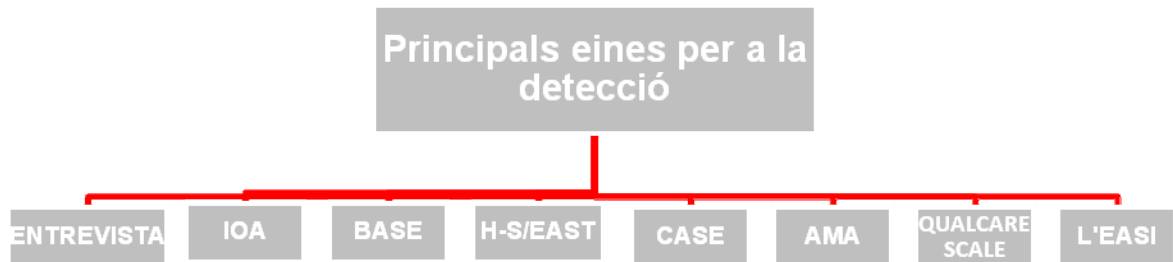 Principals eines per a la
detecció
ENTREVISTA
IOA
BASE
H-S/EAST
CASE
AMA
QUALCARE
SCALE
L'EASI